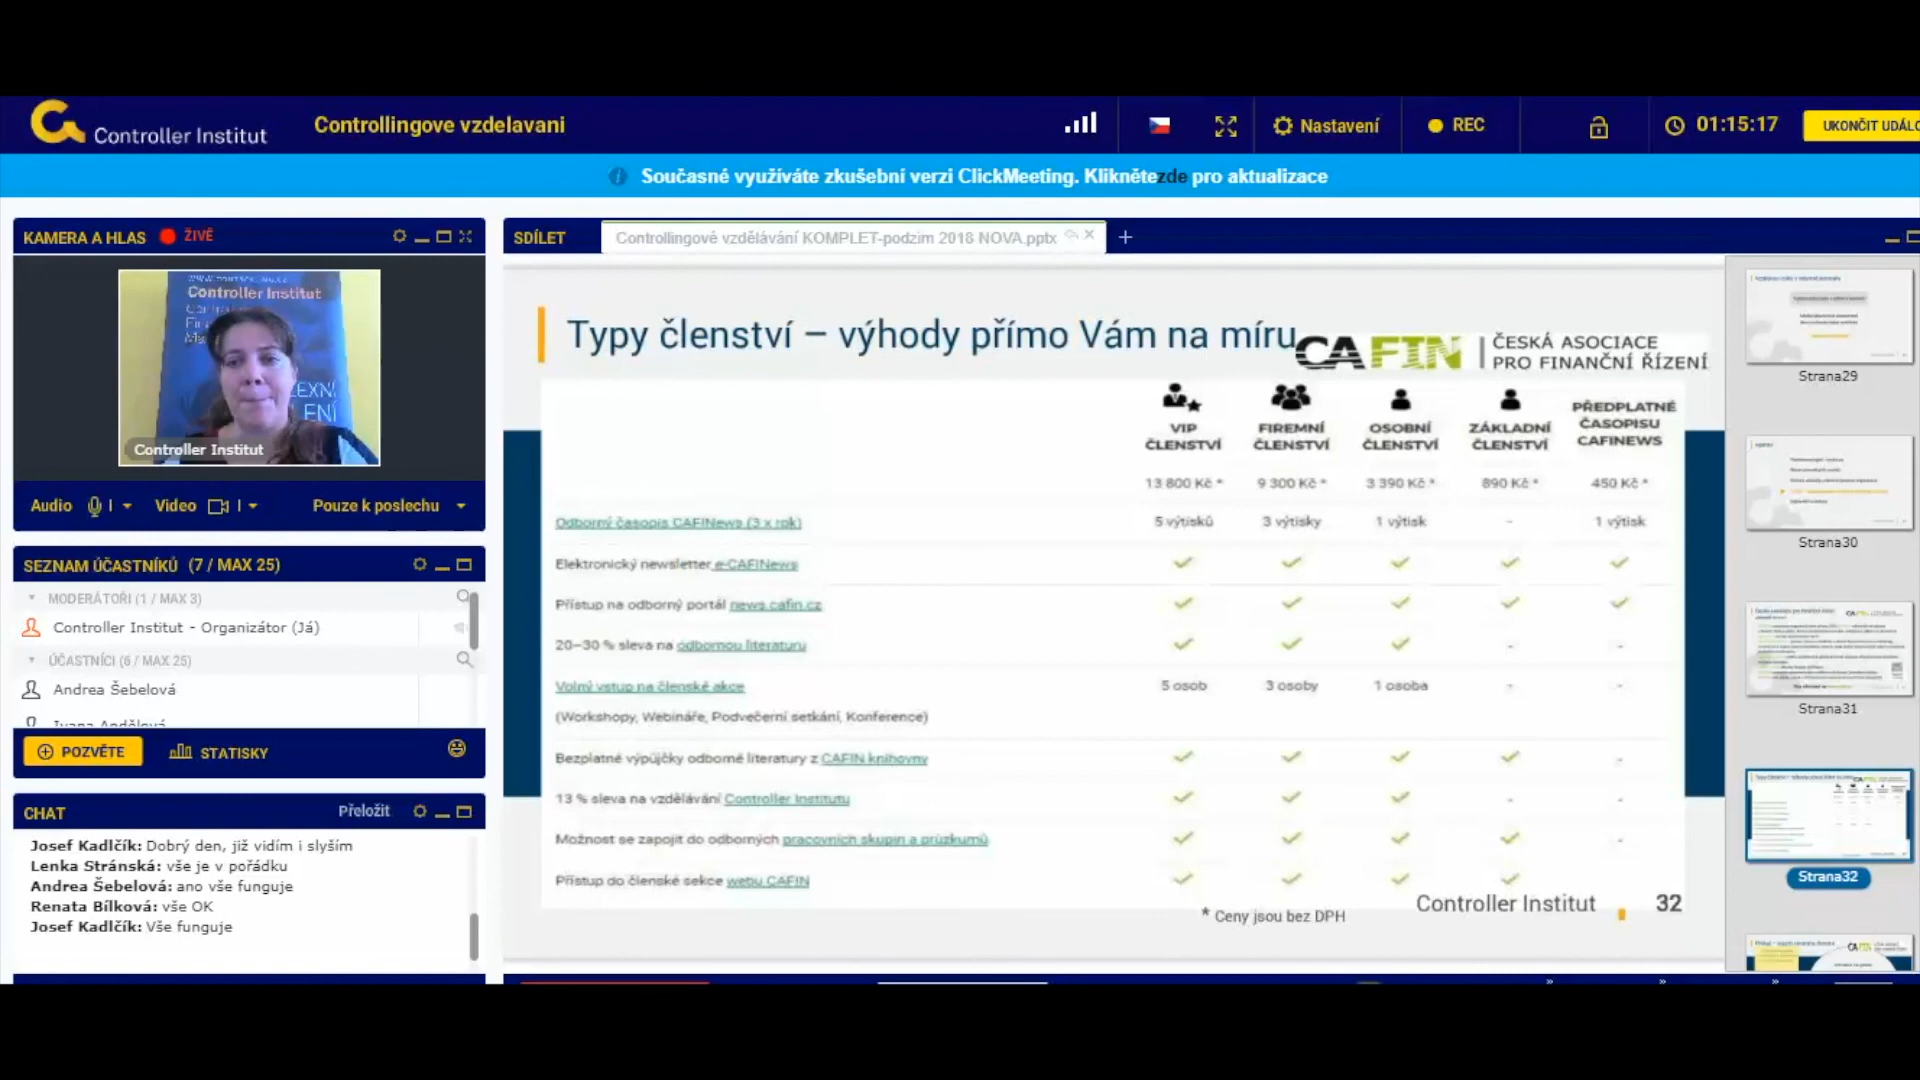 Controller Institut
Controllingove vzdelavani
Nastavení
REC
01:15:17
UKONČIT UDÁLO
Současné využíváte zkušební verzi ClickMeeting. Kliknětezde pro aktualizace
KAMERA A HLAS
ŽIVĚ
Controller Institut
Controller Institut
Audio
Video
Pouze k poslechu
SEZNAM ÚČASTNÍKŮ (7 / MAX 25)
MODERÁTOŘI (1 / MAX 3)
Controller Institut - Organizátor (Já)
ÚČASTNÍCI (6 / MAX 25)
Andrea Šebelová
Ivana Andělová
POZVĚTE
STATISKY
CHAT
Přeložit
Josef Kadlčík: Dobrý den, již vidím i slyším
Lenka Stránská: vše je v pořádku
Andrea Šebelová: ano vše funguje
Renata Bílková: vše OK
Josef Kadlčík: Vše funguje
SDÍLET
Controllingové vzdělávání KOMPLET-podzim 2018 NOVA.pptx
Typy členství – výhody přímo Vám na míru
CAFIN
ČESKÁ ASOCIACE
PRO FINANČNÍ ŘÍZENÍ
VIP ČLENSTVÍ
FIREMNÍ ČLENSTVÍ
OSOBNÍ ČLENSTVÍ
ZÁKLADNÍ ČLENSTVÍ
PŘEDPLATNÉ ČASOPISU CAFINEWS
13 800 Kč * 9 300 Kč * 3 390 Kč * 890 Kč * 450 Kč *
Odborný časopis CAFINews (3 x rok) 5 výtisků 3 výtisky 1 výtisk - 1 výtisk
Elektronický newsletter e-CAFINews ✓ ✓ ✓ ✓ ✓
Přístup na odborný portál news.cafin.cz ✓ ✓ ✓ ✓ ✓
20–30 % sleva na odbornou literaturu ✓ ✓ ✓ - -
Volný vstup na členské akce 5 osob 3 osoby 1 osoba - -
(Workshopy, Webináře, Podvečerní setkání, Konference)
Bezplatné výpůjčky odborné literatury z CAFIN knihovny ✓ ✓ ✓ ✓ -
13 % sleva na vzdělávání Controller Institutu ✓ ✓ ✓ - -
Možnost se zapojit do odborných pracovních skupin a průzkumů ✓ ✓ ✓ ✓ -
Přístup do členské sekce webu CAFIN ✓ ✓ ✓ ✓
* Ceny jsou bez DPH
Controller Institut
32
Strana29
Strana30
Strana31
Strana32